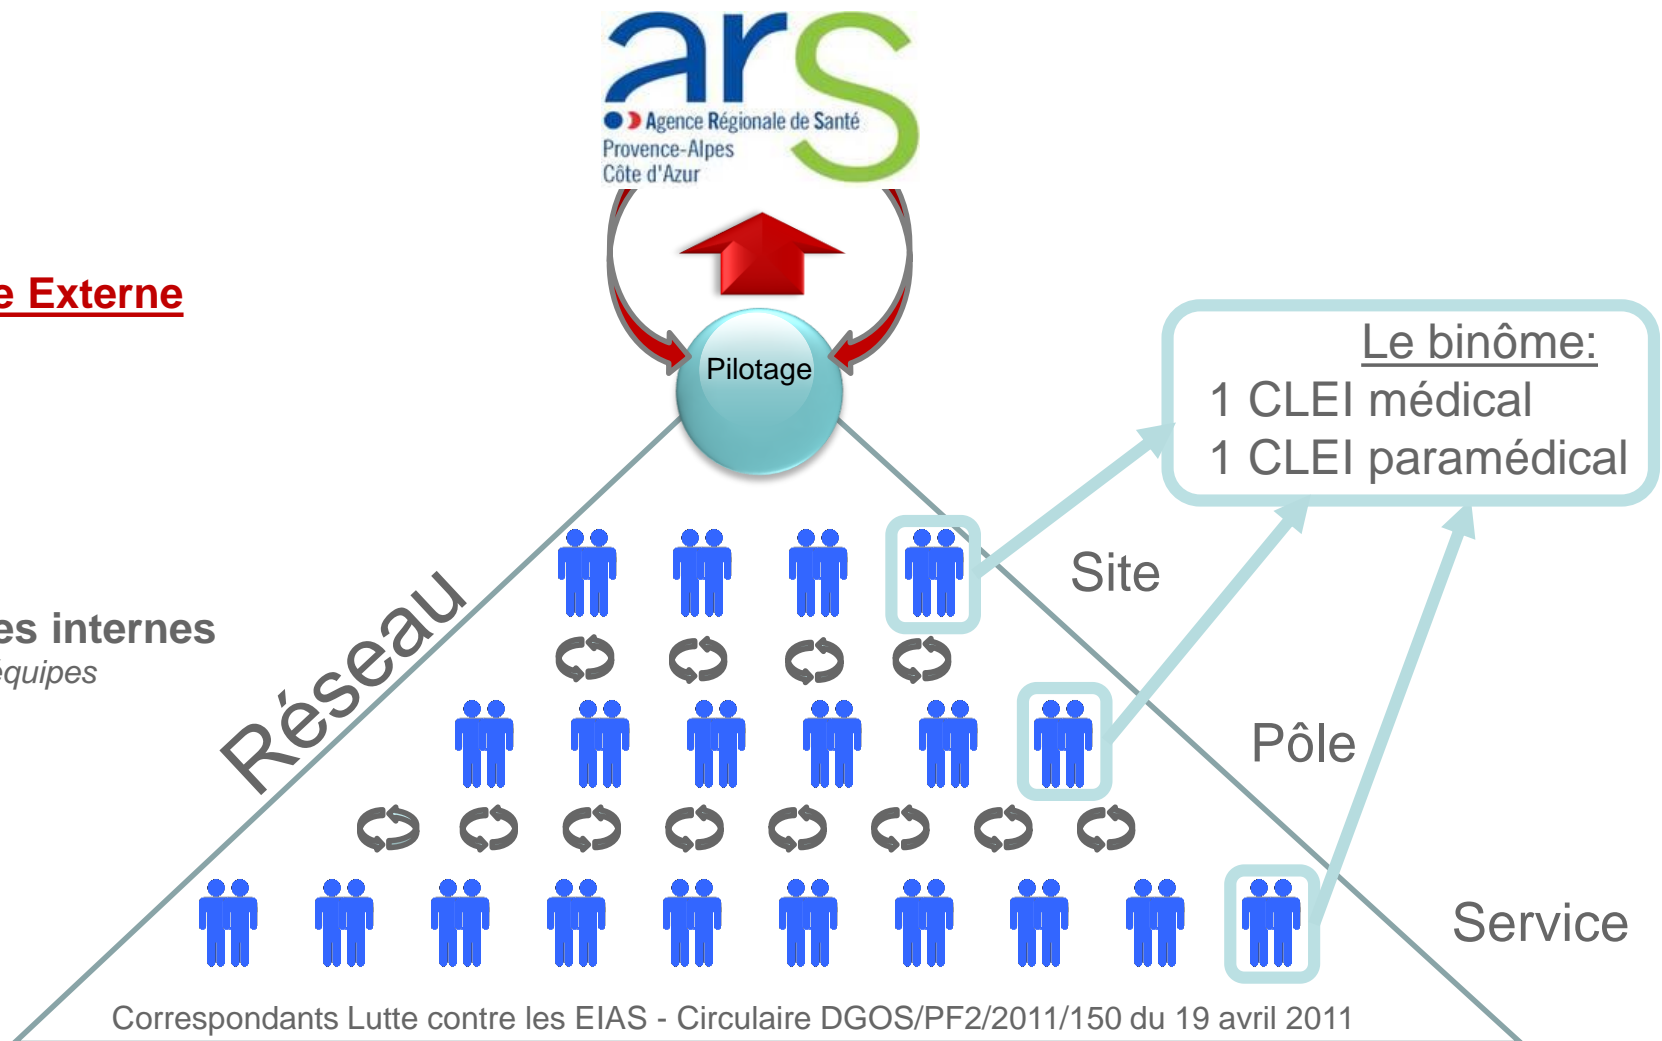 ars
Agence Régionale de Santé
Provence-Alpes
Côte d'Azur
e Externe
Pilotage
Le binôme:
1 CLEI médical
1 CLEI paramédical
Site
Réseau
es internes
équipes
Pôle
Service
Correspondants Lutte contre les EIAS - Circulaire DGOS/PF2/2011/150 du 19 avril 2011